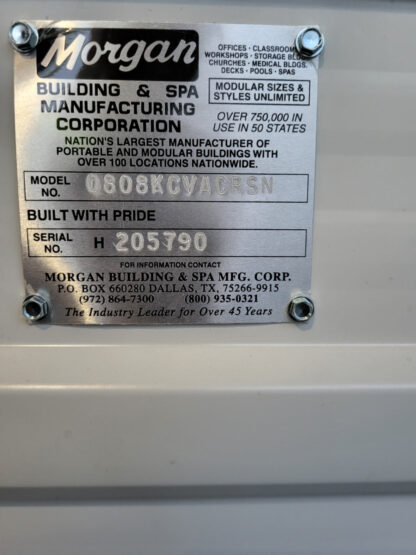 Morgan
OFFICES · CLASSROOMS
WORKSHOPS · STORAGE BLDGS
CHURCHES · MEDICAL BLDGS.
DECKS · POOLS · SPAS
BUILDING & SPA
MANUFACTURING
CORPORATION
MODULAR SIZES &
STYLES UNLIMITED
OVER 750,000 IN
USE IN 50 STATES
NATION'S LARGEST MANUFACTURER OF
PORTABLE AND MODULAR BUILDINGS WITH
OVER 100 LOCATIONS NATIONWIDE.
MODEL
NO.
BUILT WITH PRIDE
SERIAL
NO.
H 205790
FOR INFORMATION CONTACT
MORGAN BUILDING & SPA MFG. CORP.
P.O. BOX 660280 DALLAS, TX, 75266-9915
(972) 864-7300 (800) 935-0321
The Industry Leader for Over 45 Years